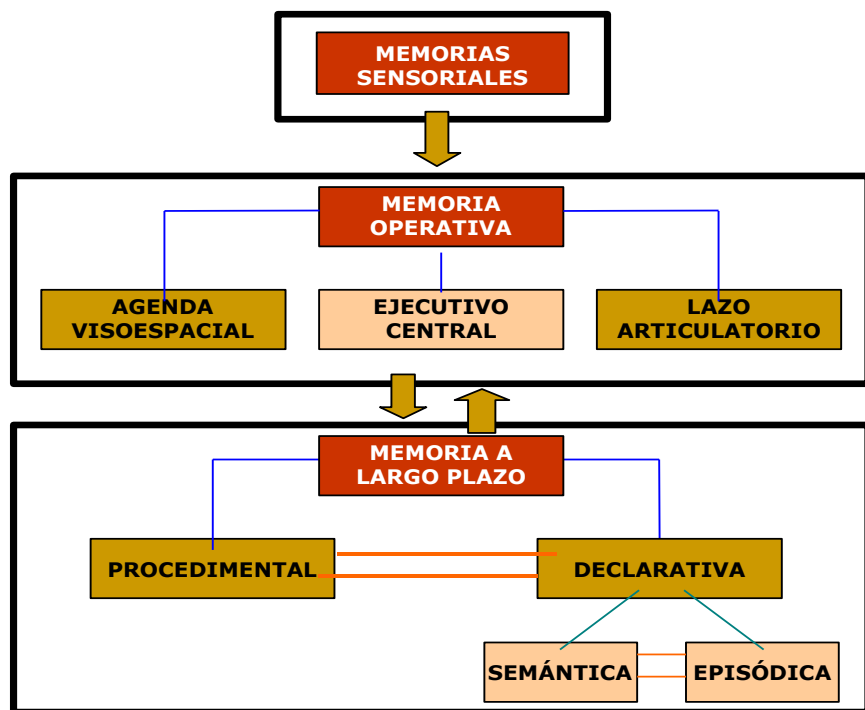 MEMORIAS
SENSORIALES
MEMORIA
OPERATIVA
AGENDA
VISOESPACIAL
EJECUTIVO
CENTRAL
LAZO
ARTICULATORIO
MEMORIA A
LARGO PLAZO
PROCEDIMENTAL
DECLARATIVA
SEMÁNTICA
EPISÓDICA